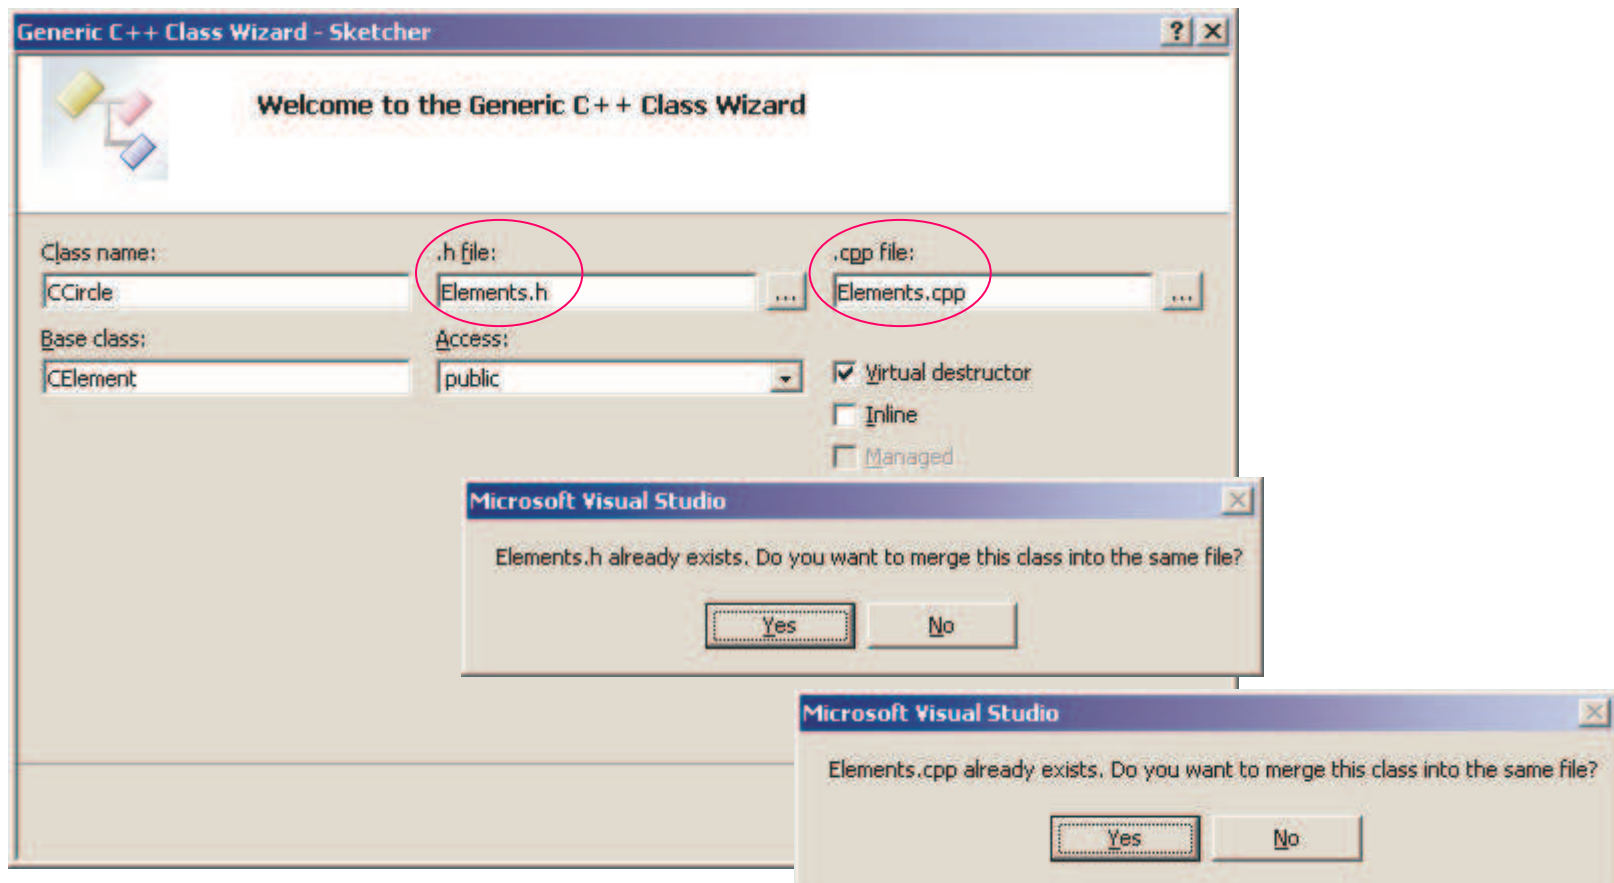 Generic C++ Class Wizard - Sketcher
Welcome to the Generic C++ Class Wizard
Class name:
.h file:
.cpp file:
CCircle
Elements.h
...
Elements.cpp
...
Base class:
Access:
CElement
public
Virtual destructor
Inline
Managed
Microsoft Visual Studio
Elements.h already exists. Do you want to merge this class into the same file?
Yes No
Microsoft Visual Studio
Elements.cpp already exists. Do you want to merge this class into the same file?
Yes No